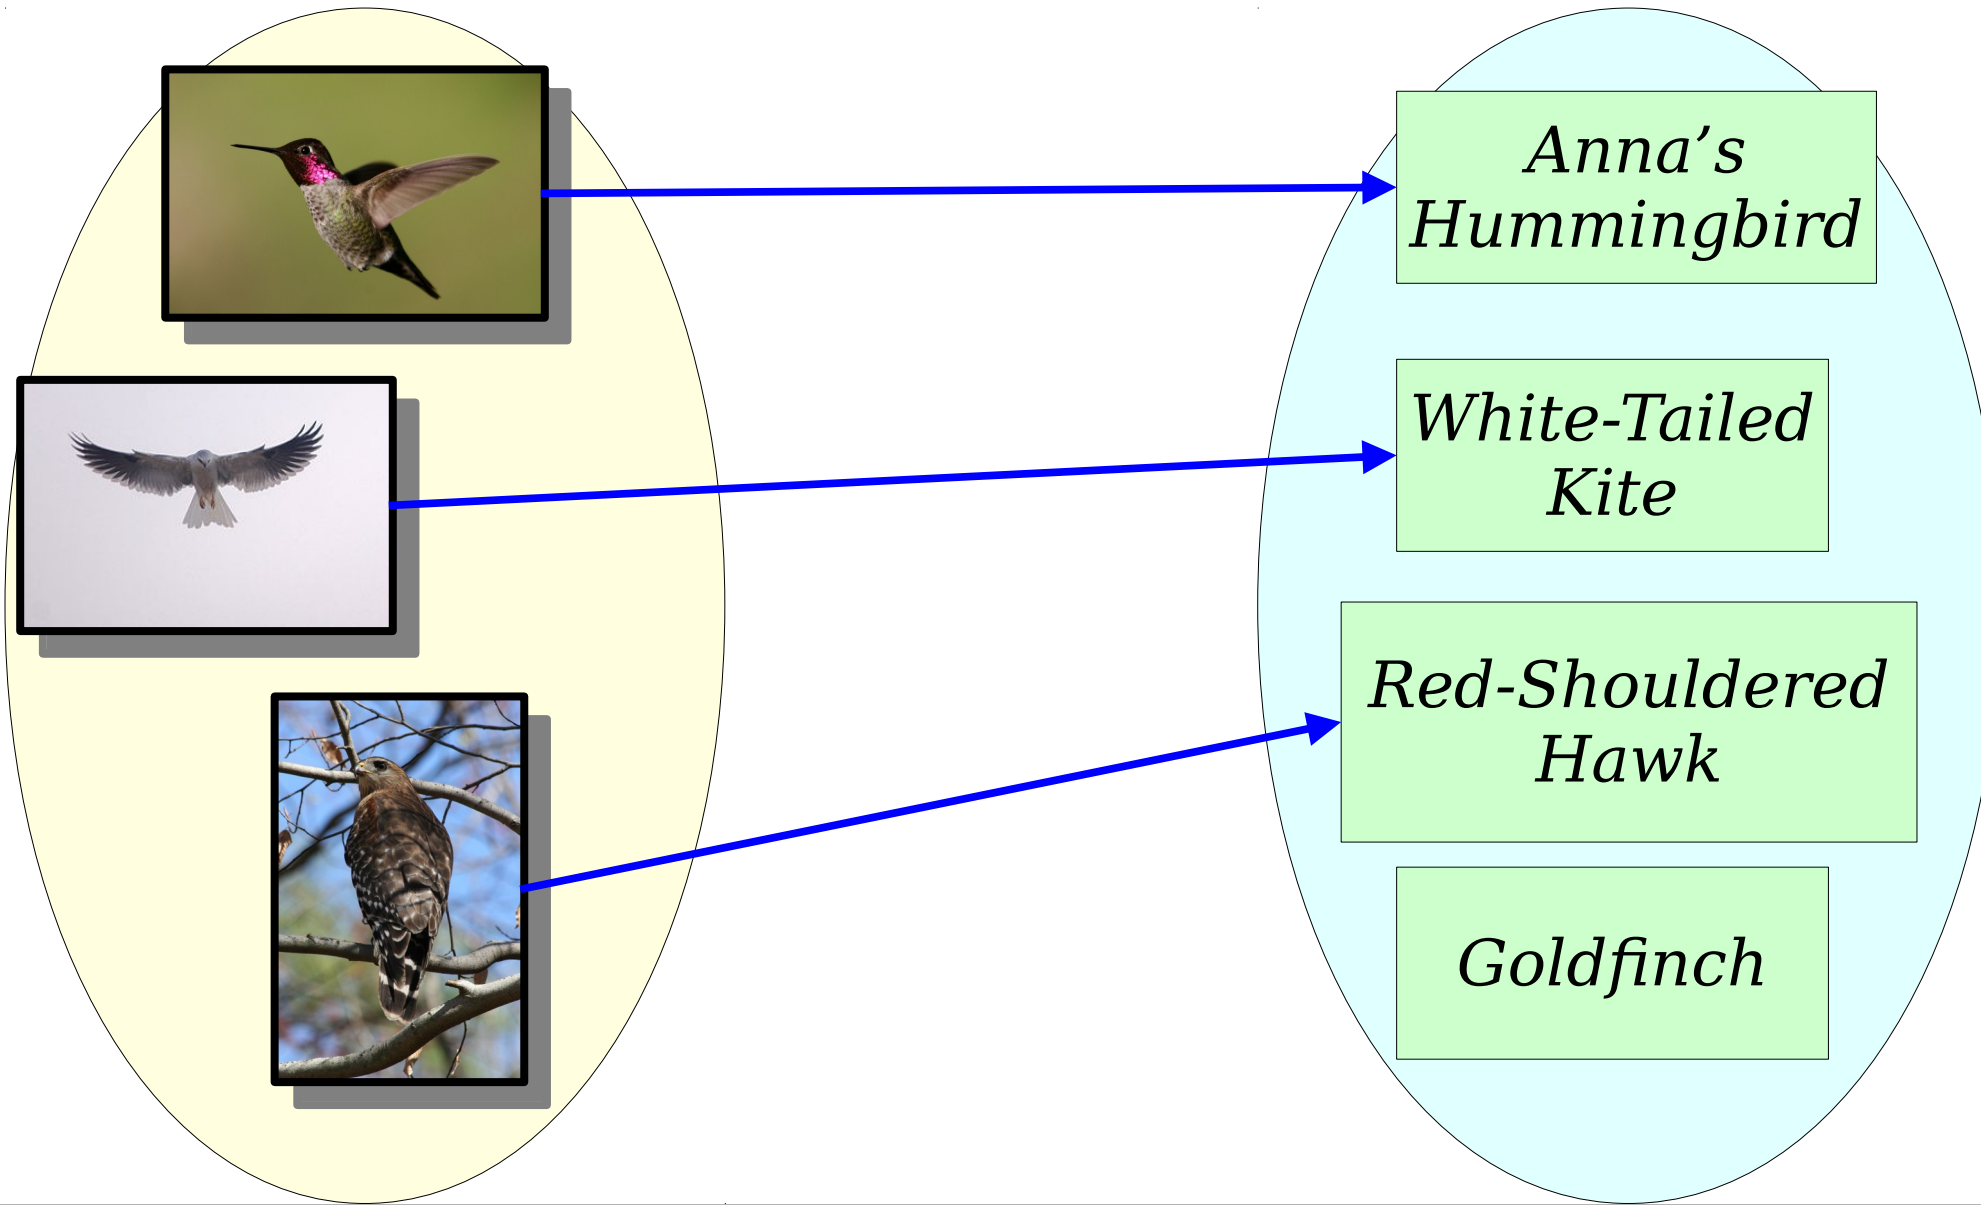 Anna’s
Hummingbird
White-Tailed
Kite
Red-Shouldered
Hawk
Goldfinch